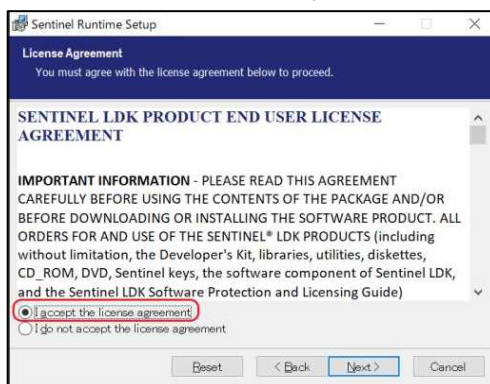 Sentinel Runtime Setup
License Agreement
You must agree with the license agreement below to proceed.
SENTINEL LDK PRODUCT END USER LICENSE
AGREEMENT
IMPORTANT INFORMATION - PLEASE READ THIS AGREEMENT
CAREFULLY BEFORE USING THE CONTENTS OF THE PACKAGE AND/OR
BEFORE DOWNLOADING OR INSTALLING THE SOFTWARE PRODUCT. ALL
ORDERS FOR AND USE OF THE SENTINEL® LDK PRODUCTS (including
without limitation, the Developer's Kit, libraries, utilities, diskettes,
CD_ROM, DVD, Sentinel keys, the software component of Sentinel LDK,
and the Sentinel LDK Software Protection and Licensing Guide)
I accept the license agreement
I do not accept the license agreement
Reset < Back Next > Cancel